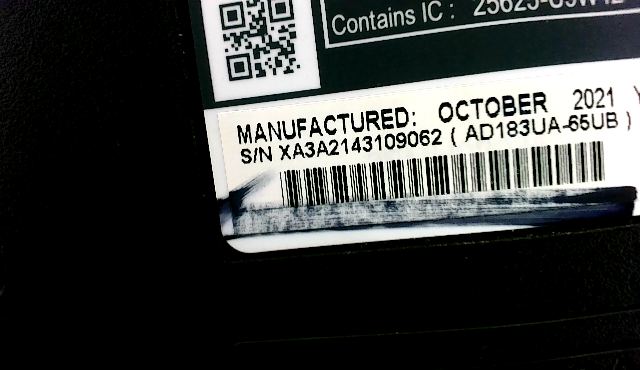 Contains IC :
MANUFACTURED: OCTOBER 2021
S/N XA3A2143109062 ( AD183UA-65UB )